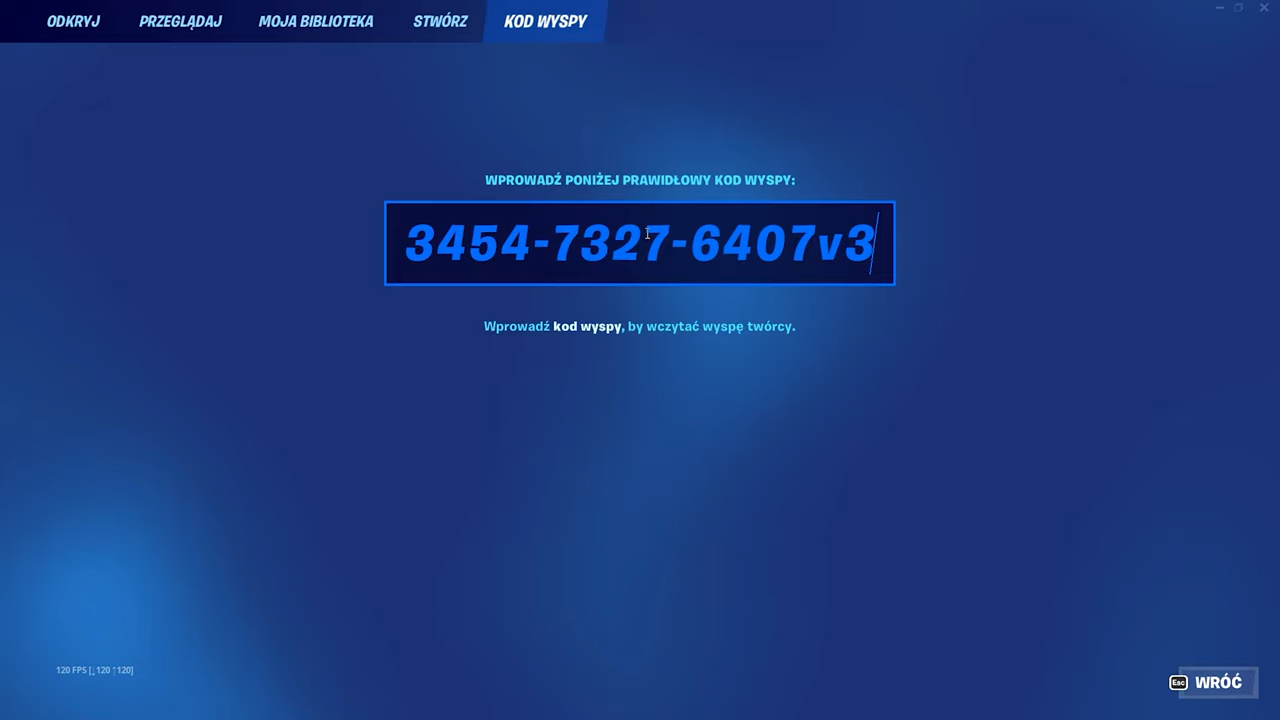 ODKRYJ PRZEGLĄDAJ MOJA BIBLIOTEKA STWÓRZ KOD WYSPY
WPROWADŹ PONIŻEJ PRAWIDŁOWY KOD WYSPY:
3454-7327-6407v3
Wprowadź kod wyspy, by wczytać wyspę twórcy.
120 FPS [↓120 ↑120]
Esc WRÓĆ